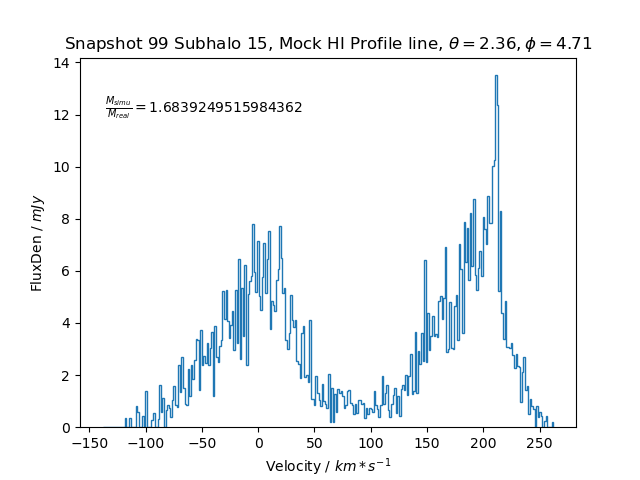 Snapshot 99 Subhalo 15, Mock HI Profile line, θ = 2.36, ϕ = 4.71
M_simu/M_real = 1.6839249515984362
FluxDen / mJy
14
12
10
8
6
4
2
0
−150 −100 −50 0 50 100 150 200 250
Velocity / km * s⁻¹